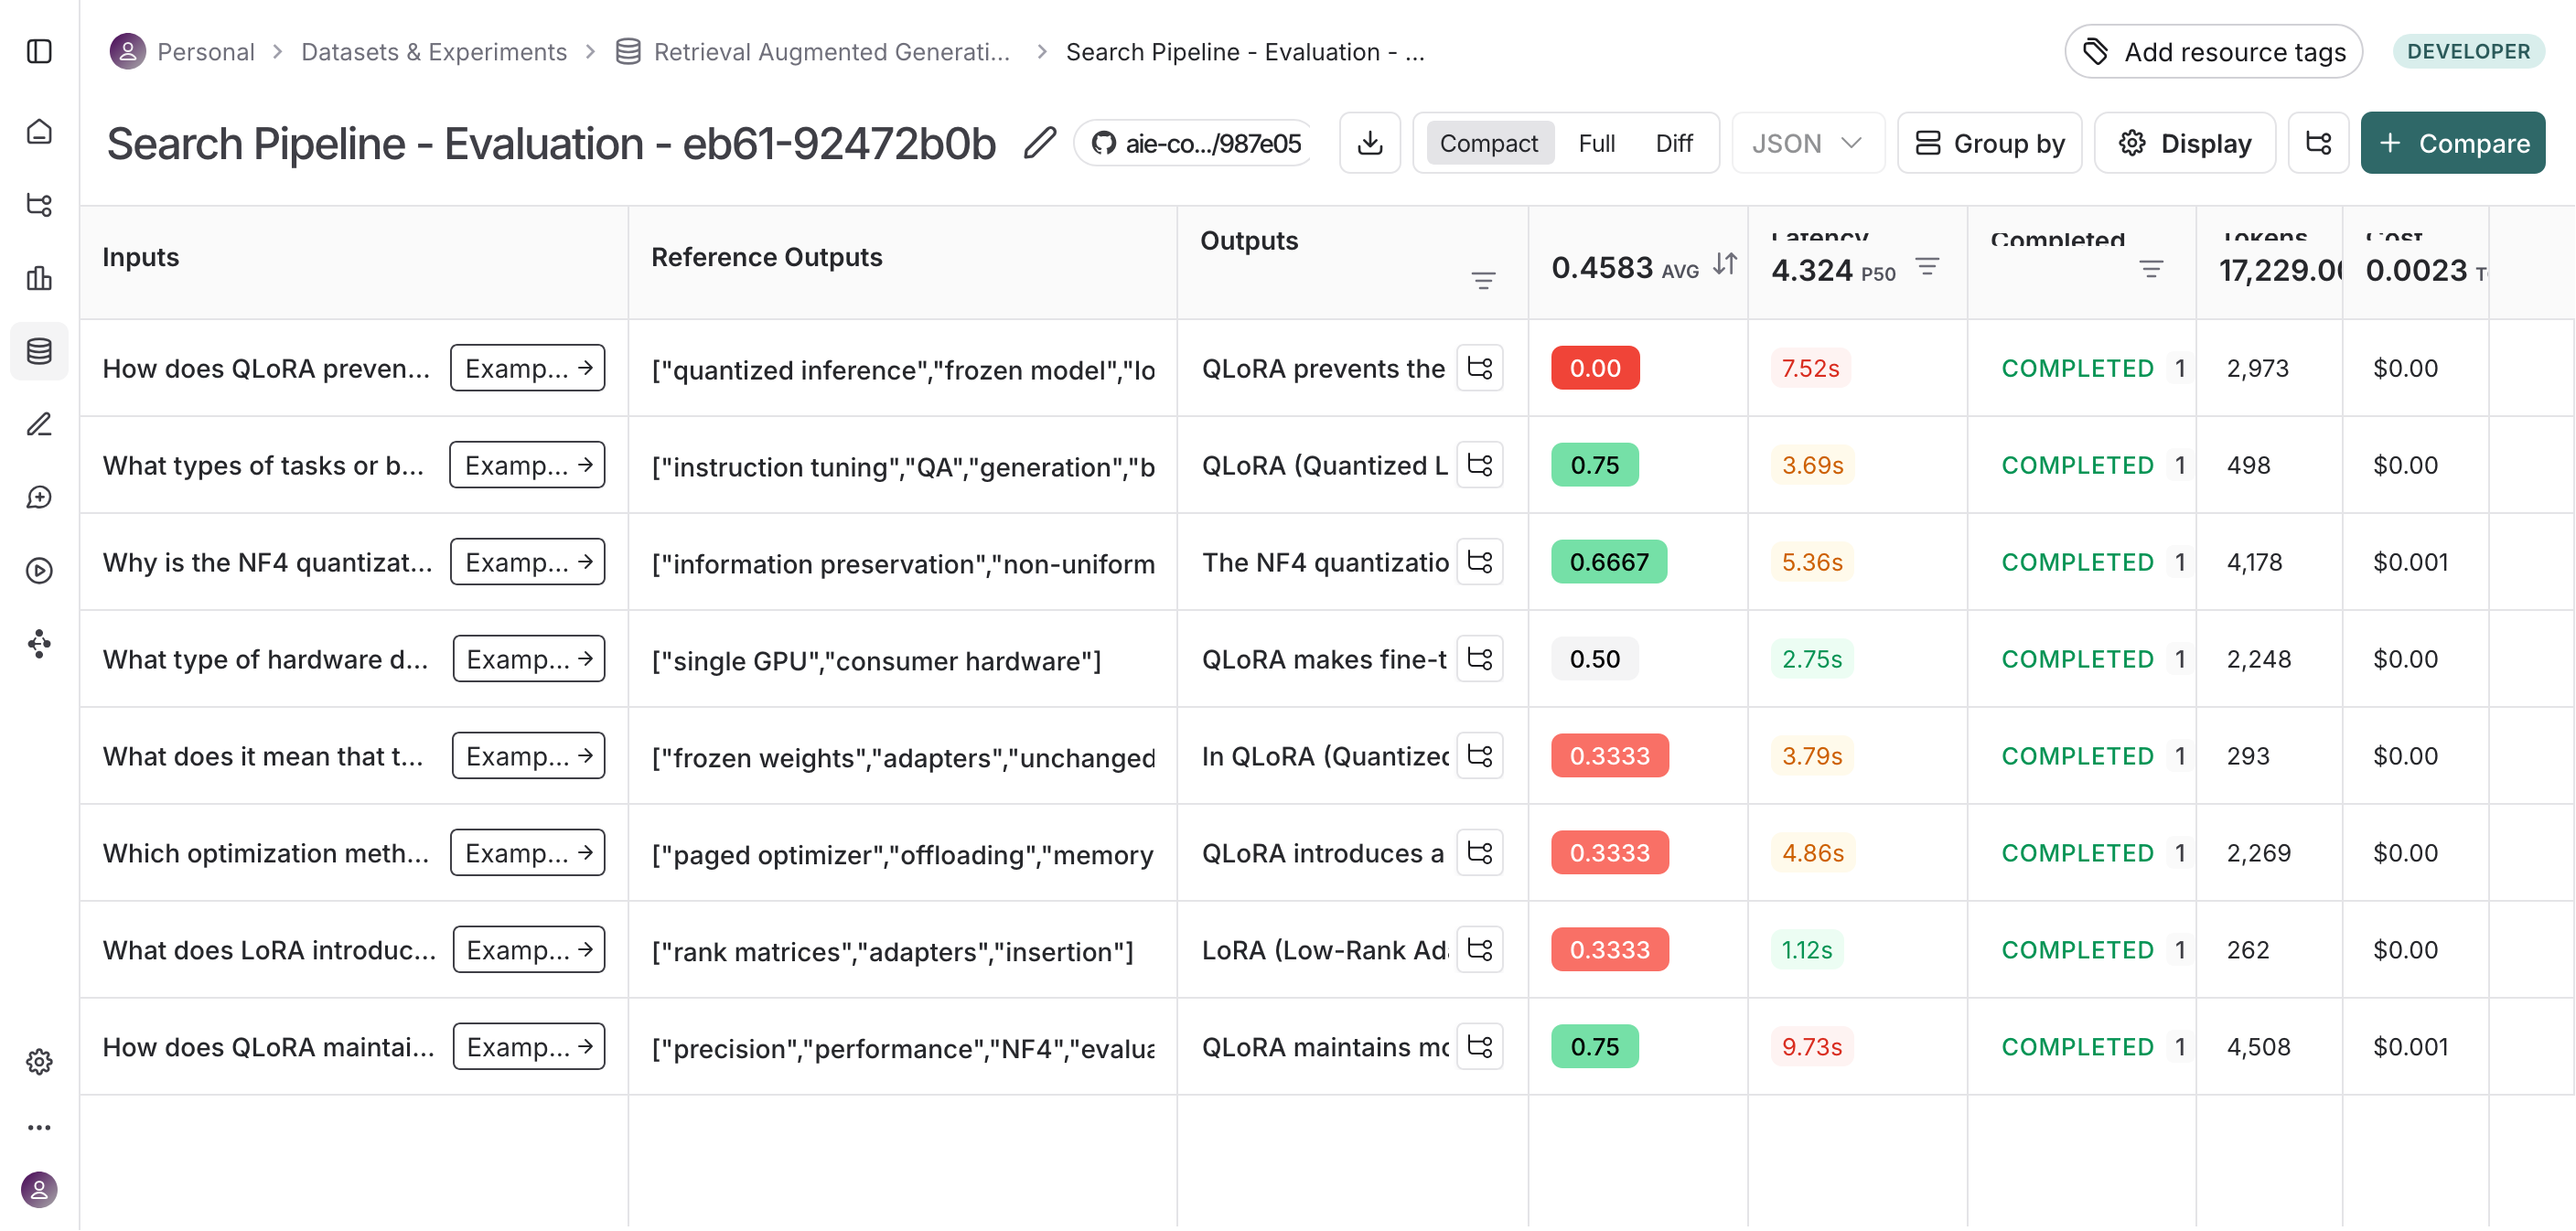 Personal > Datasets & Experiments > Retrieval Augmented Generati... > Search Pipeline - Evaluation - ...
Add resource tags
DEVELOPER
Search Pipeline - Evaluation - eb61-92472b0b
aie-co.../987e05
Compact Full Diff
JSON
Group by
Display
+ Compare
Inputs Reference Outputs Outputs 0.4583 AVG Latency 4.324 P50 Completed Tokens 17,229.0 Cost 0.0023
How does QLoRA preven... Examp... → ["quantized inference","frozen model","lo QLoRA prevents the 0.00 7.52s COMPLETED 1 2,973 $0.00
What types of tasks or b... Examp... → ["instruction tuning","QA","generation","b QLoRA (Quantized L 0.75 3.69s COMPLETED 1 498 $0.00
Why is the NF4 quantizat... Examp... → ["information preservation","non-uniform The NF4 quantizatio 0.6667 5.36s COMPLETED 1 4,178 $0.001
What type of hardware d... Examp... → ["single GPU","consumer hardware"] QLoRA makes fine-t 0.50 2.75s COMPLETED 1 2,248 $0.00
What does it mean that t... Examp... → ["frozen weights","adapters","unchanged In QLoRA (Quantized 0.3333 3.79s COMPLETED 1 293 $0.00
Which optimization meth... Examp... → ["paged optimizer","offloading","memory QLoRA introduces a 0.3333 4.86s COMPLETED 1 2,269 $0.00
What does LoRA introduc... Examp... → ["rank matrices","adapters","insertion"] LoRA (Low-Rank Ada 0.3333 1.12s COMPLETED 1 262 $0.00
How does QLoRA maintai... Examp... → ["precision","performance","NF4","evalua QLoRA maintains mo 0.75 9.73s COMPLETED 1 4,508 $0.001